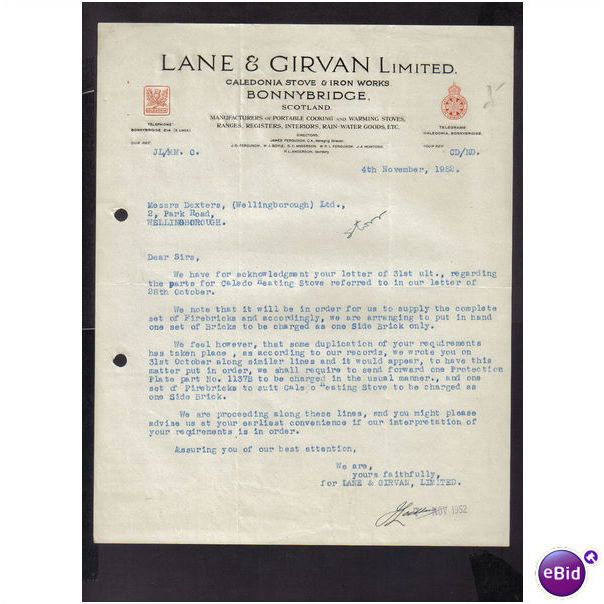 LANE & GIRVAN LIMITED.
CALEDONIA STOVE & IRON WORKS
BONNYBRIDGE,
SCOTLAND.
MANUFACTURERS OF PORTABLE COOKING AND WARMING STOVES,
RANGES, REGISTERS, INTERIORS, RAIN-WATER GOODS, ETC.
TELEPHONE
BONNYBRIDGE 214 (2 LINES)
TELEGRAMS
CALEDONIA, BONNYBRIDGE.
DIRECTORS
JAMES FERGUSON, C.A., Managing Director
OUR REF.
YOUR REF.
JL/MM. C.
CD/ND.
4th November, 1952.
Messrs Dexters, (Wellingborough) Ltd.,
2, Park Road,
WELLINGBOROUGH.
Stove
Dear Sirs,
We have for acknowledgment your letter of 31st ult., regarding
the parts for Caledo Heating Stove referred to in our letter of
28th October.
We note that it will be in order for us to supply the complete
set of Firebricks and accordingly, we are arranging to put in hand
one set of Bricks to be charged as one Side Brick only.
We feel however, that some duplication of your requirements
has taken place , as according to our records, we wrote you on
31st October along similar lines and it would appear, to have this
matter put in order, we shall require to send forward one Protection
Plate part No. 1137B to be charged in the usual manner., and one
set of Firebricks to suit Caledo Heating Stove to be charged as
one Side Brick.
We are proceeding along these lines, and you might please
advise us at your earliest convenience if our interpretation of
your requirements is in order.
Assuring you of our best attention,
We are,
yours faithfully,
for LANE & GIRVAN, LIMITED.
NOV 1952
eBid